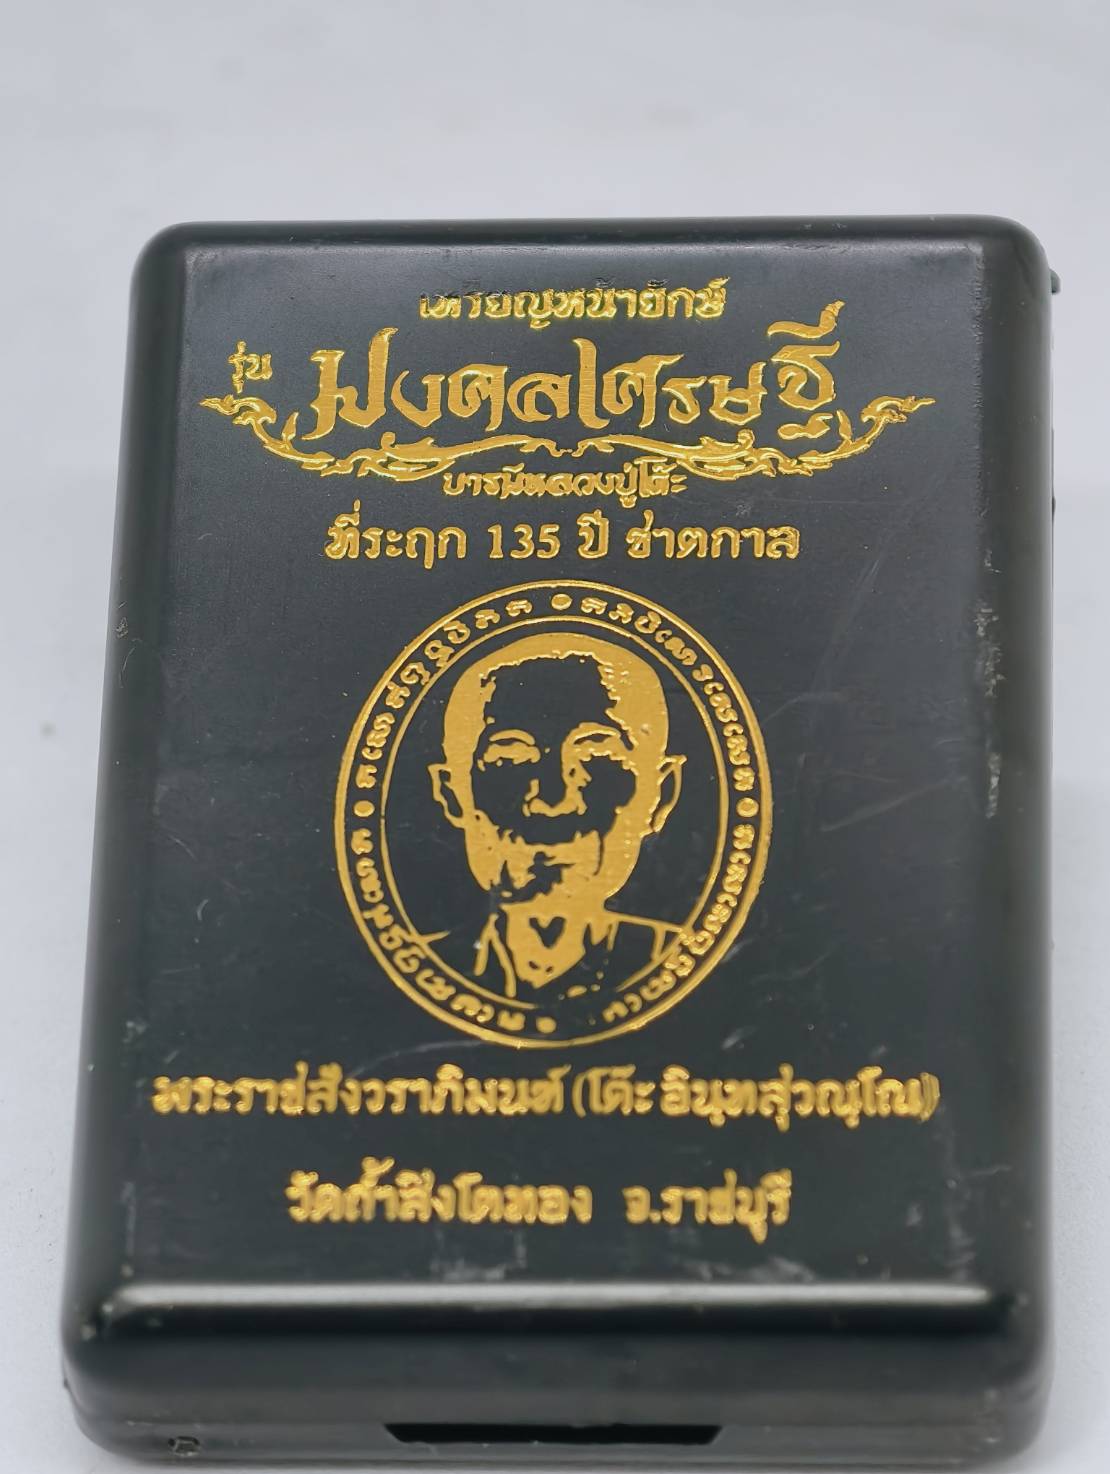 เหรียญหน้ายักษ์
รุ่น มงคลเศรษฐี
บารมีหลวงปู่โต๊ะ
ที่ระฤก 135 ปี ชาตกาล
พระราชสังวราภิมนฑ์ (โต๊ะ อินฺทสุวณฺโณ)
วัดถ้ำสิงโตทอง จ.ราชบุรี